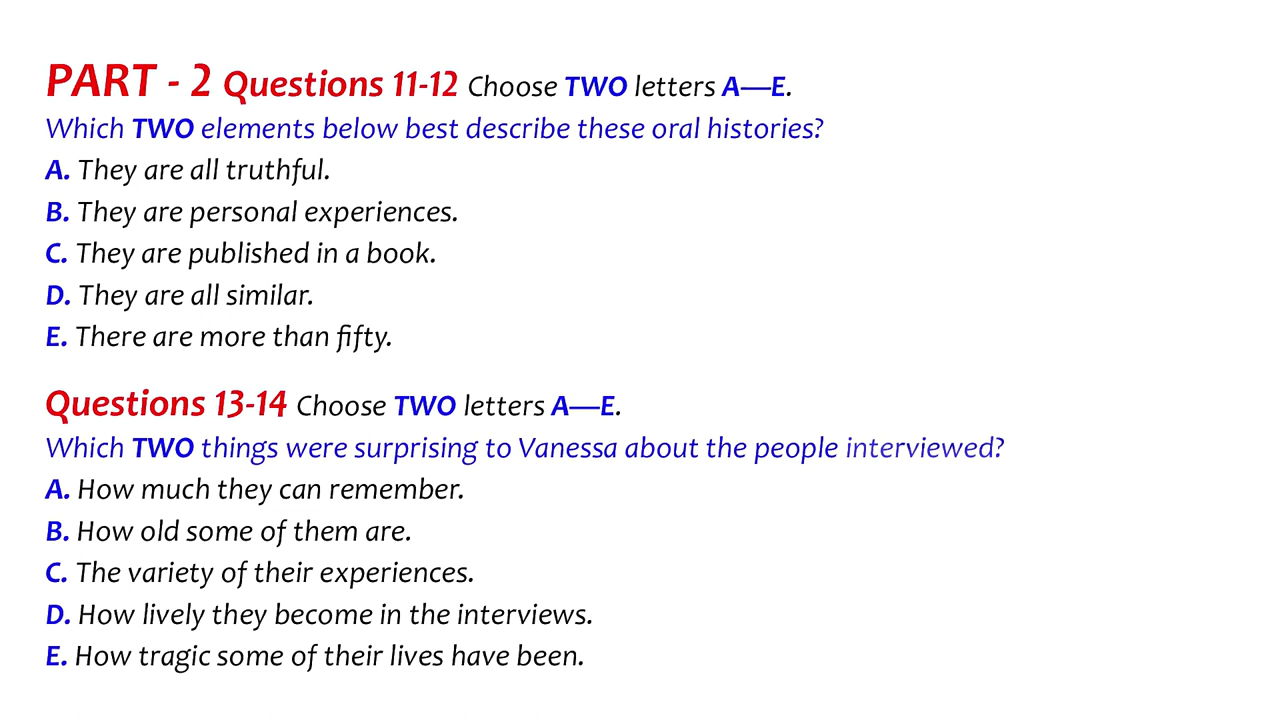 PART - 2 Questions 11-12 Choose TWO letters A—E.
Which TWO elements below best describe these oral histories?
A. They are all truthful.
B. They are personal experiences.
C. They are published in a book.
D. They are all similar.
E. There are more than fifty.
Questions 13-14 Choose TWO letters A—E.
Which TWO things were surprising to Vanessa about the people interviewed?
A. How much they can remember.
B. How old some of them are.
C. The variety of their experiences.
D. How lively they become in the interviews.
E. How tragic some of their lives have been.